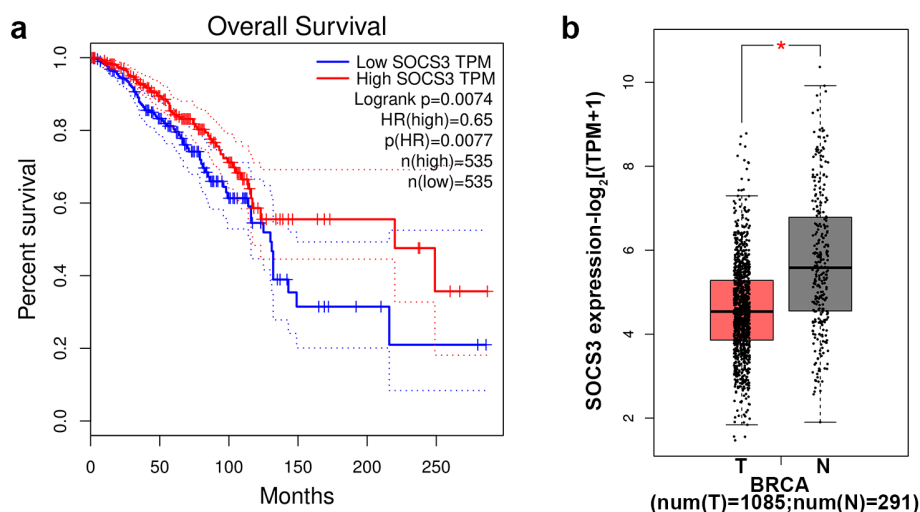 a
Overall Survival
Low SOCS3 TPM
High SOCS3 TPM
Logrank p=0.0074
HR(high)=0.65
p(HR)=0.0077
n(high)=535
n(low)=535
Percent survival
1.0
0.8
0.6
0.4
0.2
0.0
0 50 100 150 200 250
Months
b
*
SOCS3 expression-log2[(TPM+1)
10
8
6
4
2
T N
BRCA
(num(T)=1085;num(N)=291)